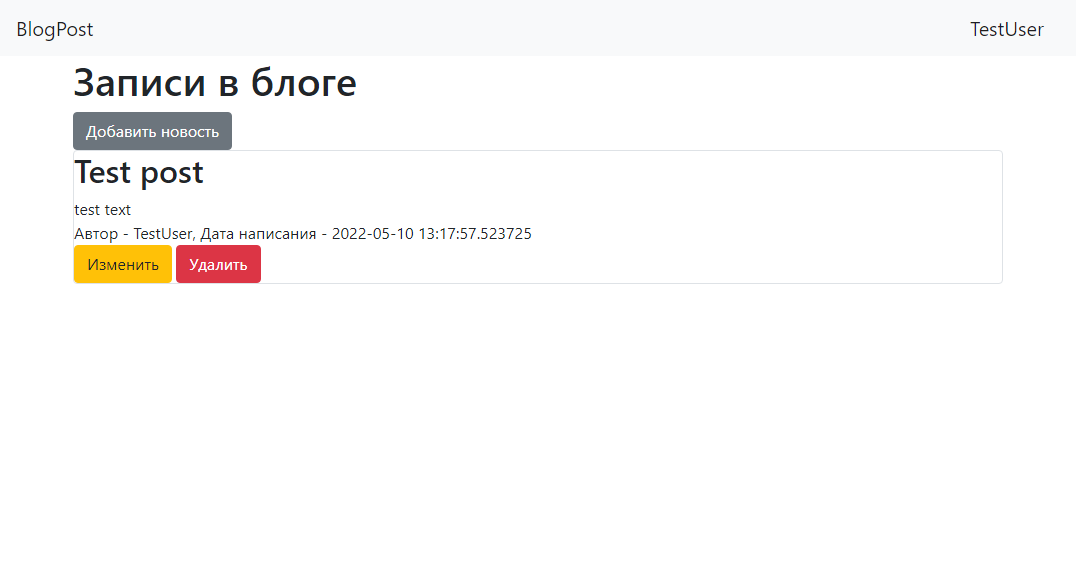 BlogPost TestUser
Записи в блоге
Добавить новость
Test post
test text
Автор - TestUser, Дата написания - 2022-05-10 13:17:57.523725
Изменить Удалить